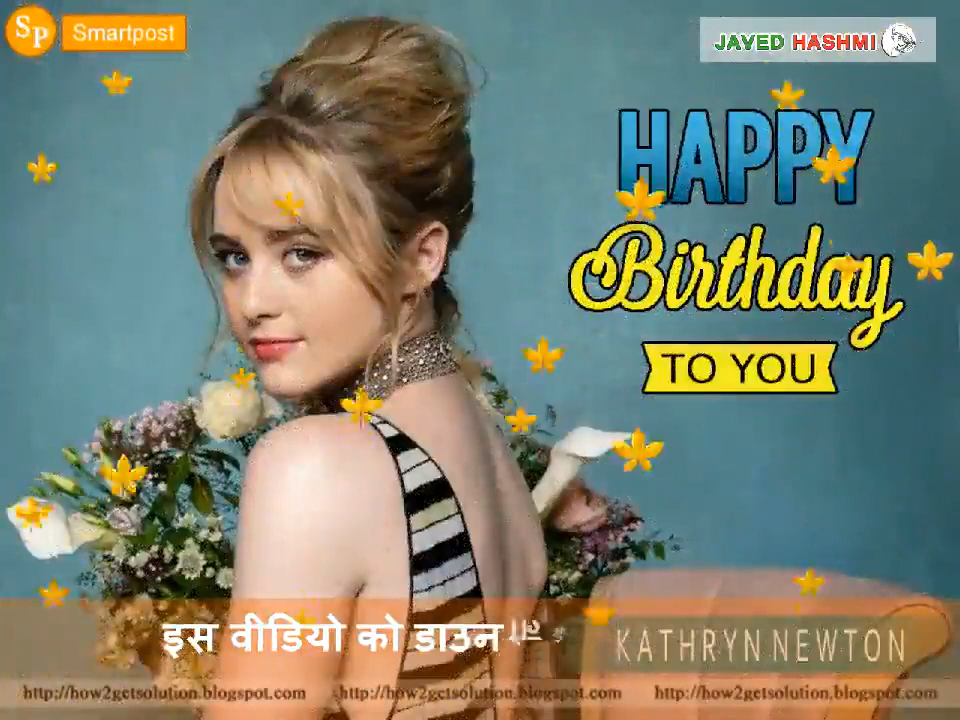 SP Smartpost
JAVED HASHMI
HAPPY
Birthday
TO YOU
इस वीडियो को डाउन
KATHRYN NEWTON
http://how2getsolution.blogspot.com http://how2getsolution.blogspot.com http://how2getsolution.blogspot.com